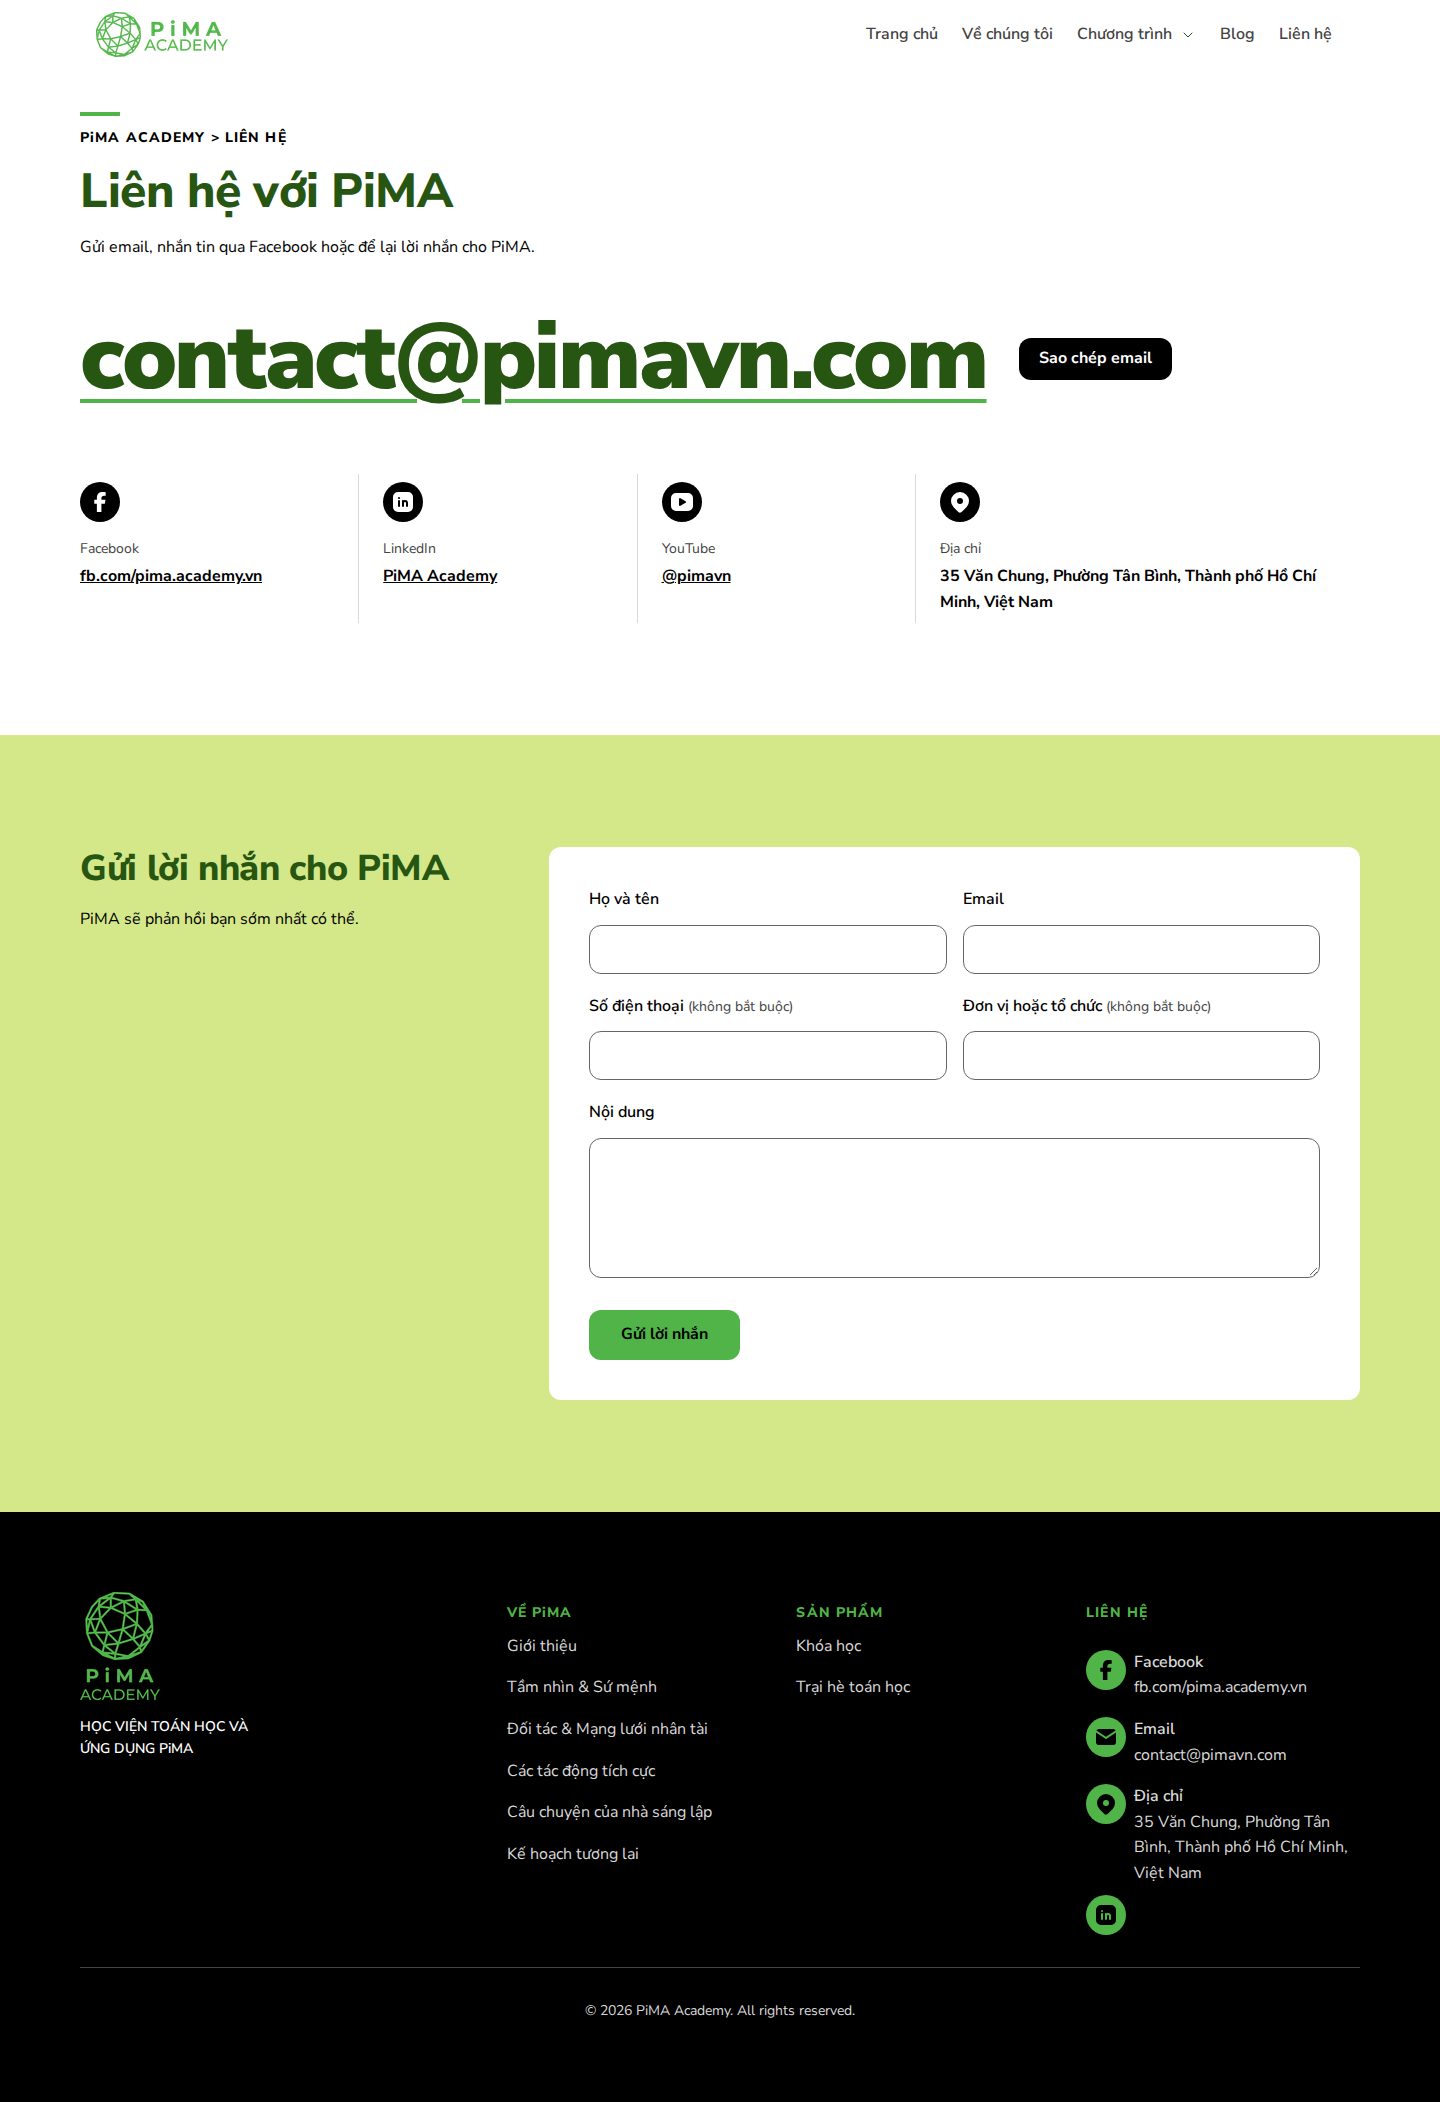 PiMA
ACADEMY
Trang chủ
Về chúng tôi
Chương trình
Blog
Liên hệ
PiMA ACADEMY > LIÊN HỆ
Liên hệ với PiMA
Gửi email, nhắn tin qua Facebook hoặc để lại lời nhắn cho PiMA.
contact@pimavn.com
Sao chép email
Facebook
fb.com/pima.academy.vn
LinkedIn
PiMA Academy
YouTube
@pimavn
Địa chỉ
35 Văn Chung, Phường Tân Bình, Thành phố Hồ Chí
Minh, Việt Nam
Gửi lời nhắn cho PiMA
PiMA sẽ phản hồi bạn sớm nhất có thể.
Họ và tên
Email
Số điện thoại (không bắt buộc)
Đơn vị hoặc tổ chức (không bắt buộc)
Nội dung
Gửi lời nhắn
PiMA
ACADEMY
HỌC VIỆN TOÁN HỌC VÀ
ỨNG DỤNG PiMA
VỀ PiMA
Giới thiệu
Tầm nhìn & Sứ mệnh
Đối tác & Mạng lưới nhân tài
Các tác động tích cực
Câu chuyện của nhà sáng lập
Kế hoạch tương lai
SẢN PHẨM
Khóa học
Trại hè toán học
LIÊN HỆ
Facebook
fb.com/pima.academy.vn
Email
contact@pimavn.com
Địa chỉ
35 Văn Chung, Phường Tân
Bình, Thành phố Hồ Chí Minh,
Việt Nam
© 2026 PiMA Academy. All rights reserved.